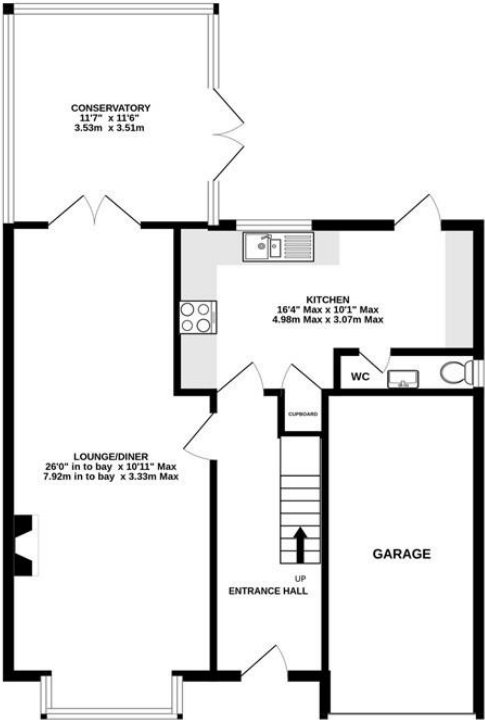 CONSERVATORY
11'7" x 11'6"
3.53m x 3.51m
KITCHEN
16'4" Max x 10'1" Max
4.98m Max x 3.07m Max
WC
CUPBOARD
LOUNGE/DINER
26'0" in to bay x 10'11" Max
7.92m in to bay x 3.33m Max
GARAGE
UP
ENTRANCE HALL